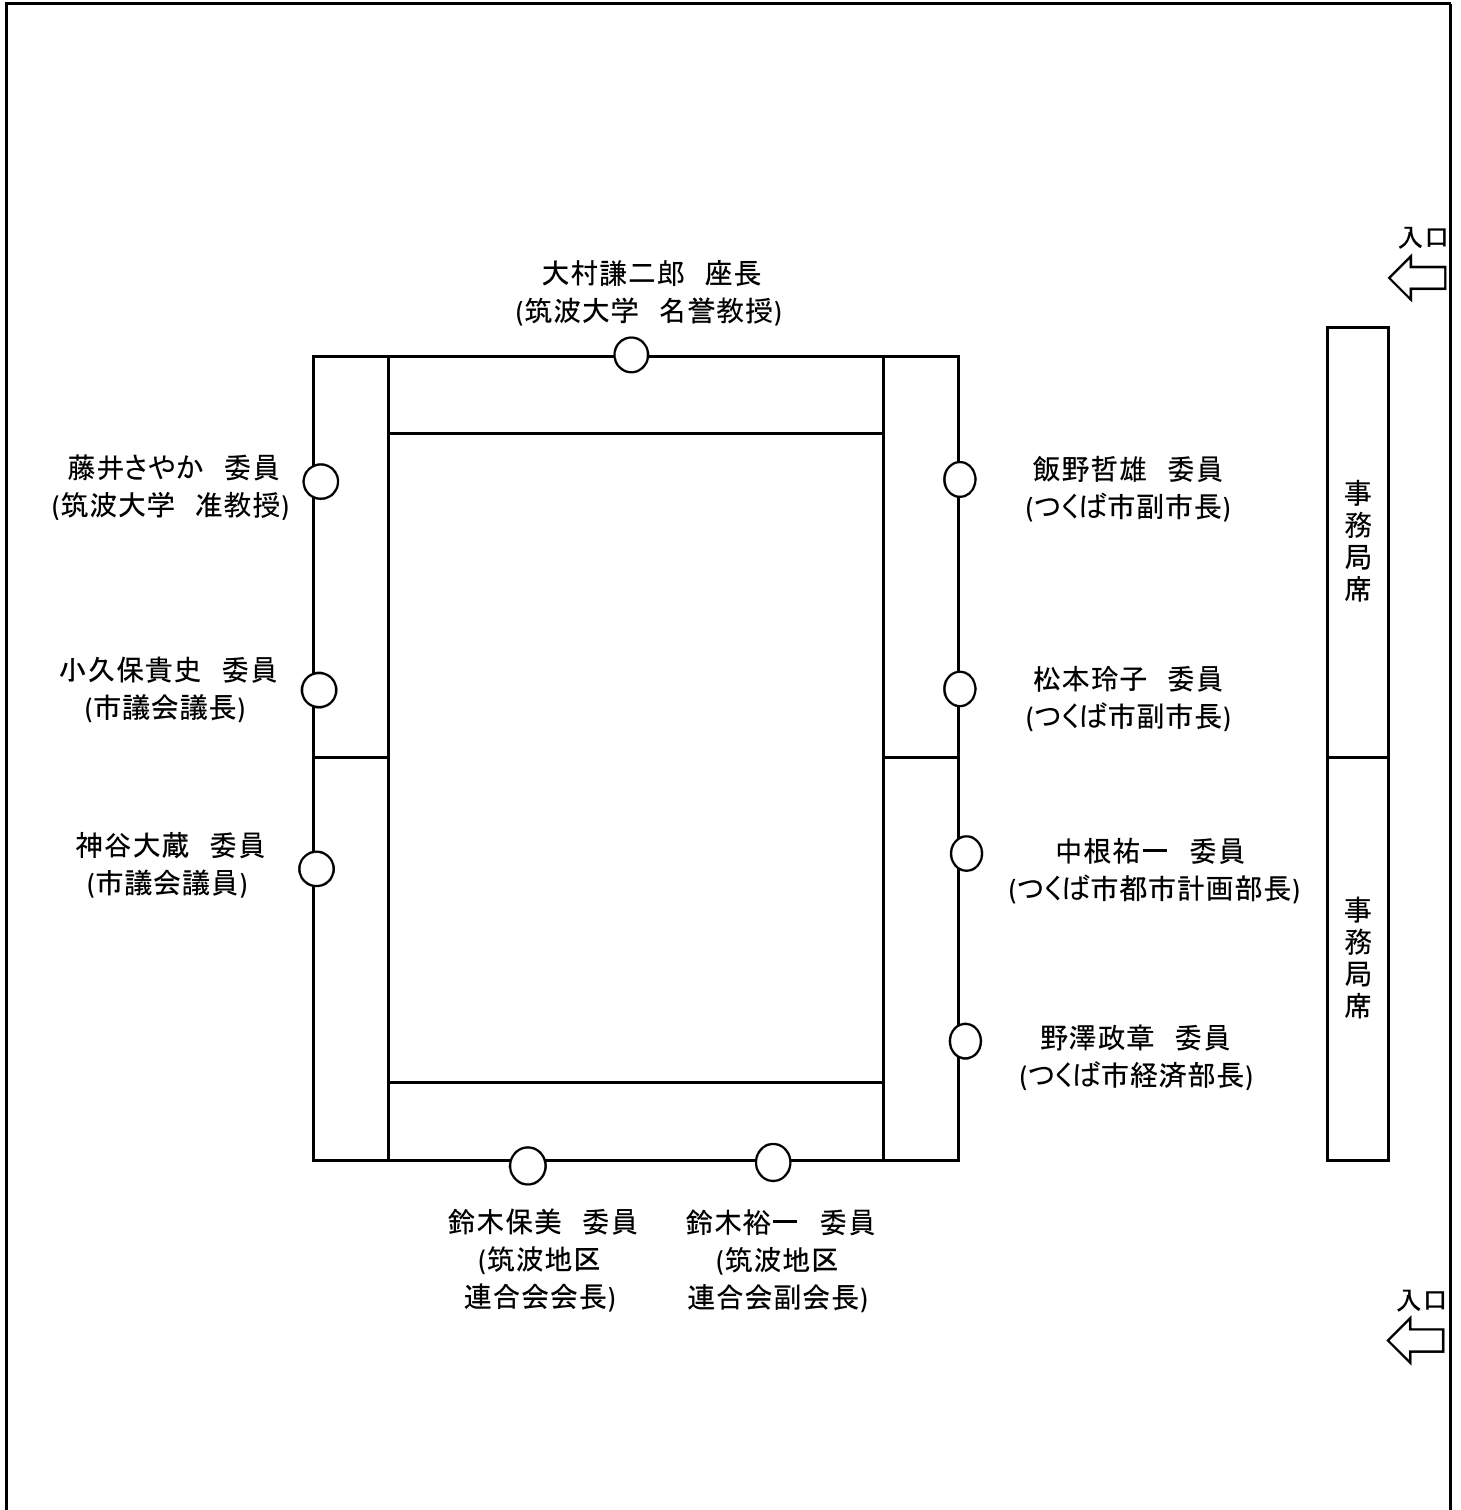 入口
大村謙二郎　座長
(筑波大学　名誉教授)
藤井さやか　委員
(筑波大学　准教授)
飯野哲雄　委員
(つくば市副市長)
事務局席
小久保貴史　委員
(市議会議長)
松本玲子　委員
(つくば市副市長)
神谷大蔵　委員
(市議会議員)
中根祐一　委員
(つくば市都市計画部長)
事務局席
野澤政章　委員
(つくば市経済部長)
鈴木保美　委員
(筑波地区
連合会会長)
鈴木裕一　委員
(筑波地区
連合会副会長)
入口